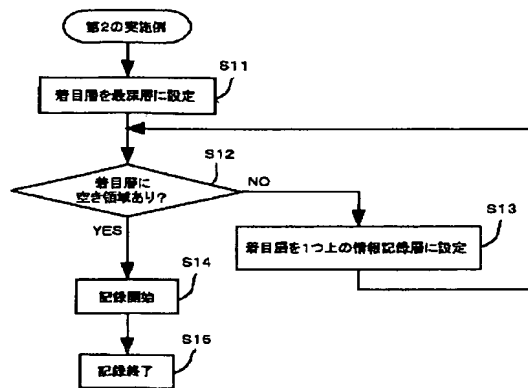 第2の実施例
S11
着目層を最深層に設定
S12
着目層に
空き領域あり?
NO
YES
S13
着目層を1つ上の情報記録層に設定
S14
記録開始
S15
記録終了